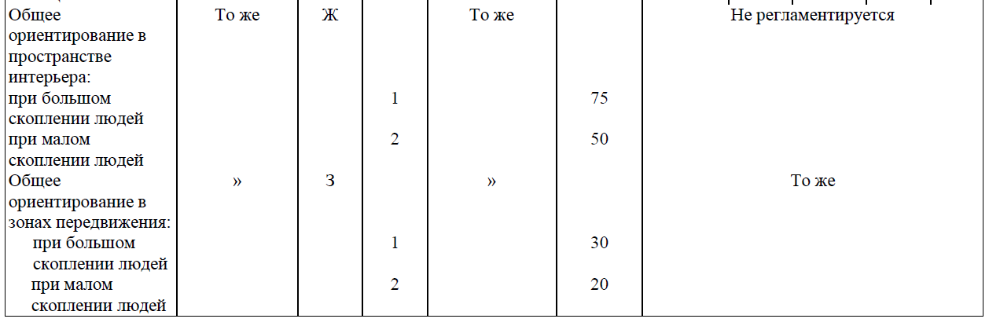 Общее То же Ж То же Не регламентируется
ориентирование в
пространстве
интерьера:
при большом 1 75
скоплении людей
при малом 2 50
скоплении людей
Общее » З » То же
ориентирование в
зонах передвижения:
при большом 1 30
скоплении людей
при малом 2 20
скоплении людей